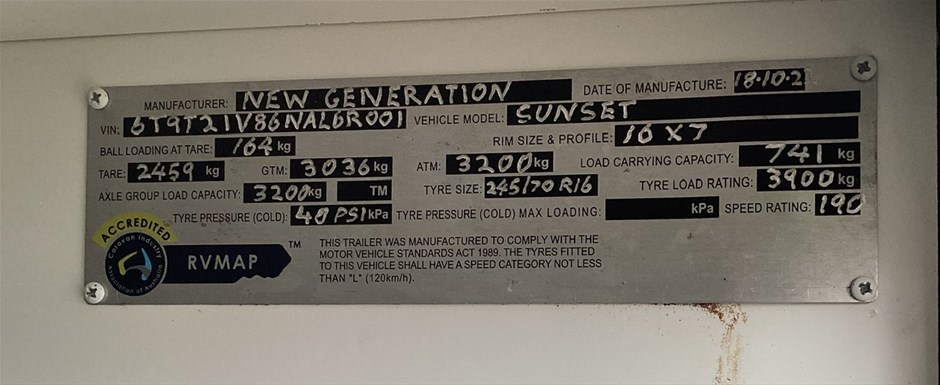 MANUFACTURER: NEW GENERATION DATE OF MANUFACTURE: 18·10·2
VIN: 6T9T21V86NAL6R001 VEHICLE MODEL: SUNSET
BALL LOADING AT TARE: 164 kg RIM SIZE & PROFILE: 16 X 7
TARE: 2459 kg GTM: 3036 kg ATM: 3200 kg LOAD CARRYING CAPACITY: 741 kg
AXLE GROUP LOAD CAPACITY: 3200 kg TM TYRE SIZE: 245/70 R16 TYRE LOAD RATING: 3900 kg
TYRE PRESSURE (COLD): 40 PSI kPa TYRE PRESSURE (COLD) MAX LOADING: kPa SPEED RATING: 190
ACCREDITED
Caravan Industry
Association of Australia
RVMAP ™
THIS TRAILER WAS MANUFACTURED TO COMPLY WITH THE
MOTOR VEHICLE STANDARDS ACT 1989. THE TYRES FITTED
TO THIS VEHICLE SHALL HAVE A SPEED CATEGORY NOT LESS
THAN "L" (120km/h).